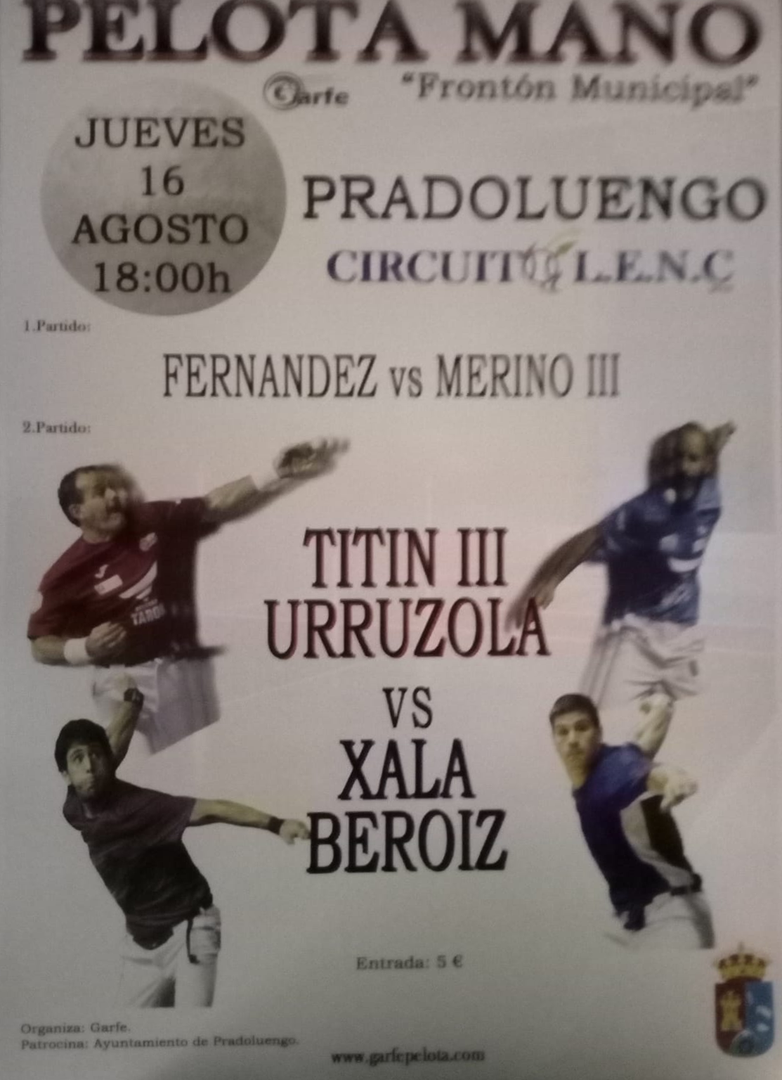 PELOTA MANO
Garfe
"Frontón Municipal"
JUEVES
16
AGOSTO
18:00h
PRADOLUENGO
CIRCUITO L.E.N.C
1.Partido:
FERNANDEZ vs MERINO III
2.Partido:
TITIN III
URRUZOLA
VS
XALA
BEROIZ
Entrada: 5 €
Organiza: Garfe.
Patrocina: Ayuntamiento de Pradoluengo.
www.garfepelota.com